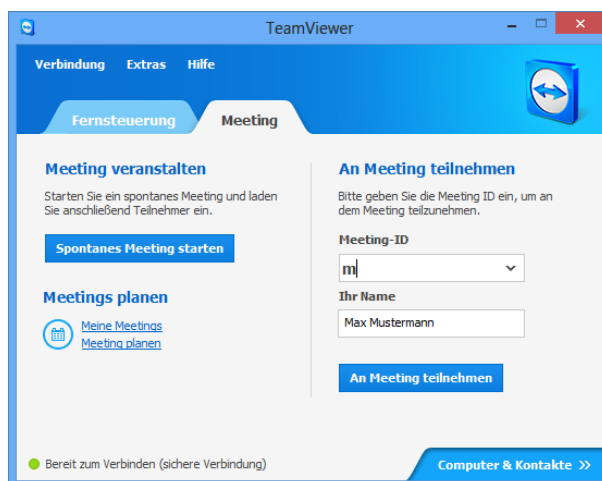 TeamViewer
Verbindung Extras Hilfe
Fernsteuerung Meeting
Meeting veranstalten
Starten Sie ein spontanes Meeting und laden
Sie anschließend Teilnehmer ein.
Spontanes Meeting starten
Meetings planen
Meine Meetings
Meeting planen
An Meeting teilnehmen
Bitte geben Sie die Meeting ID ein, um an
dem Meeting teilzunehmen.
Meeting-ID
m
Ihr Name
Max Mustermann
An Meeting teilnehmen
Bereit zum Verbinden (sichere Verbindung)
Computer & Kontakte >>